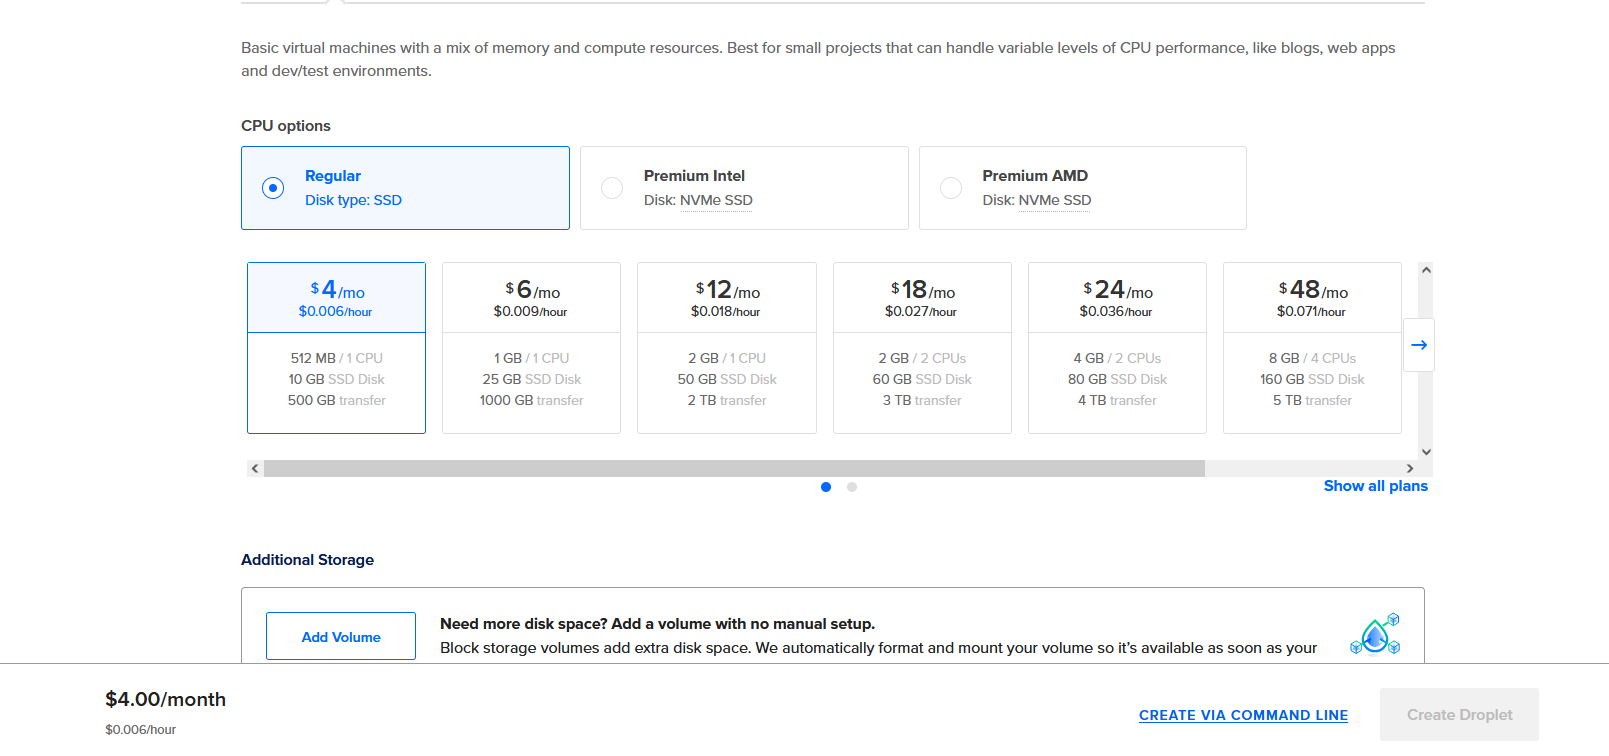 Basic virtual machines with a mix of memory and compute resources. Best for small projects that can handle variable levels of CPU performance, like blogs, web apps
and dev/test environments.
CPU options
Regular
Disk type: SSD
Premium Intel
Disk: NVMe SSD
Premium AMD
Disk: NVMe SSD
$4/mo
$0.006/hour
512 MB / 1 CPU
10 GB SSD Disk
500 GB transfer
$6/mo
$0.009/hour
1 GB / 1 CPU
25 GB SSD Disk
1000 GB transfer
$12/mo
$0.018/hour
2 GB / 1 CPU
50 GB SSD Disk
2 TB transfer
$18/mo
$0.027/hour
2 GB / 2 CPUs
60 GB SSD Disk
3 TB transfer
$24/mo
$0.036/hour
4 GB / 2 CPUs
80 GB SSD Disk
4 TB transfer
$48/mo
$0.071/hour
8 GB / 4 CPUs
160 GB SSD Disk
5 TB transfer
Show all plans
Additional Storage
Add Volume
Need more disk space? Add a volume with no manual setup.
Block storage volumes add extra disk space. We automatically format and mount your volume so it's available as soon as your
$4.00/month
$0.006/hour
CREATE VIA COMMAND LINE
Create Droplet